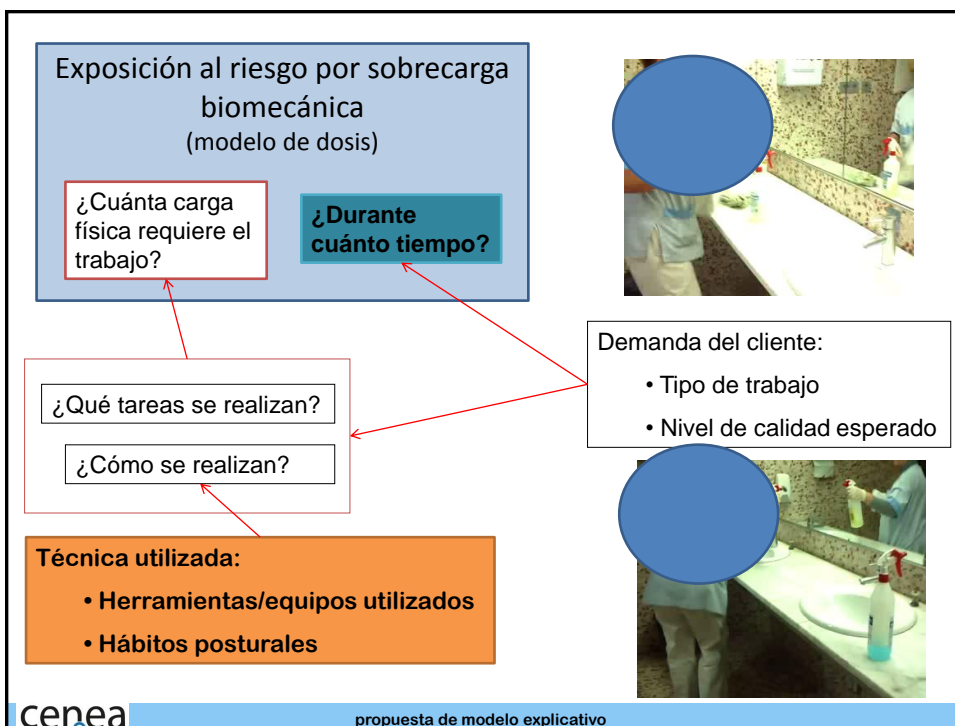 Exposición al riesgo por sobrecarga
biomecánica
(modelo de dosis)
¿Cuánta carga
física requiere el
trabajo?
¿Durante
cuánto tiempo?
Demanda del cliente:
• Tipo de trabajo
• Nivel de calidad esperado
¿Qué tareas se realizan?
¿Cómo se realizan?
Técnica utilizada:
• Herramientas/equipos utilizados
• Hábitos posturales
cenea
propuesta de modelo explicativo